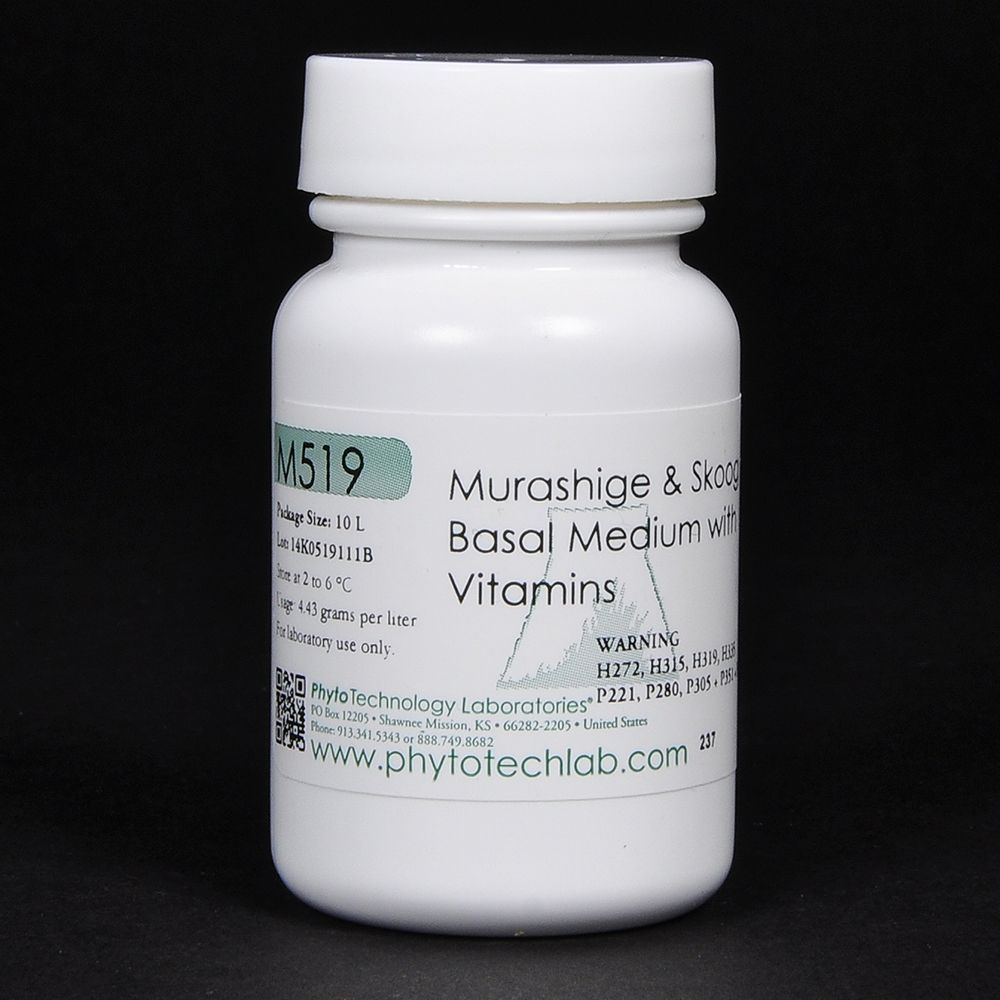 M519
Package Size: 10 L
Lot: 14K0519111B
Store at 2 to 6 °C
Usage: 4.43 grams per liter
For laboratory use only.
Murashige & Skoog
Basal Medium with
Vitamins
WARNING
H272, H315, H319, H335
P221, P280, P305 + P351 +
PhytoTechnology Laboratories®
PO Box 12205 • Shawnee Mission, KS • 66282-2205 • United States
Phone: 913.341.5343 or 888.749.8682
www.phytotechlab.com
237